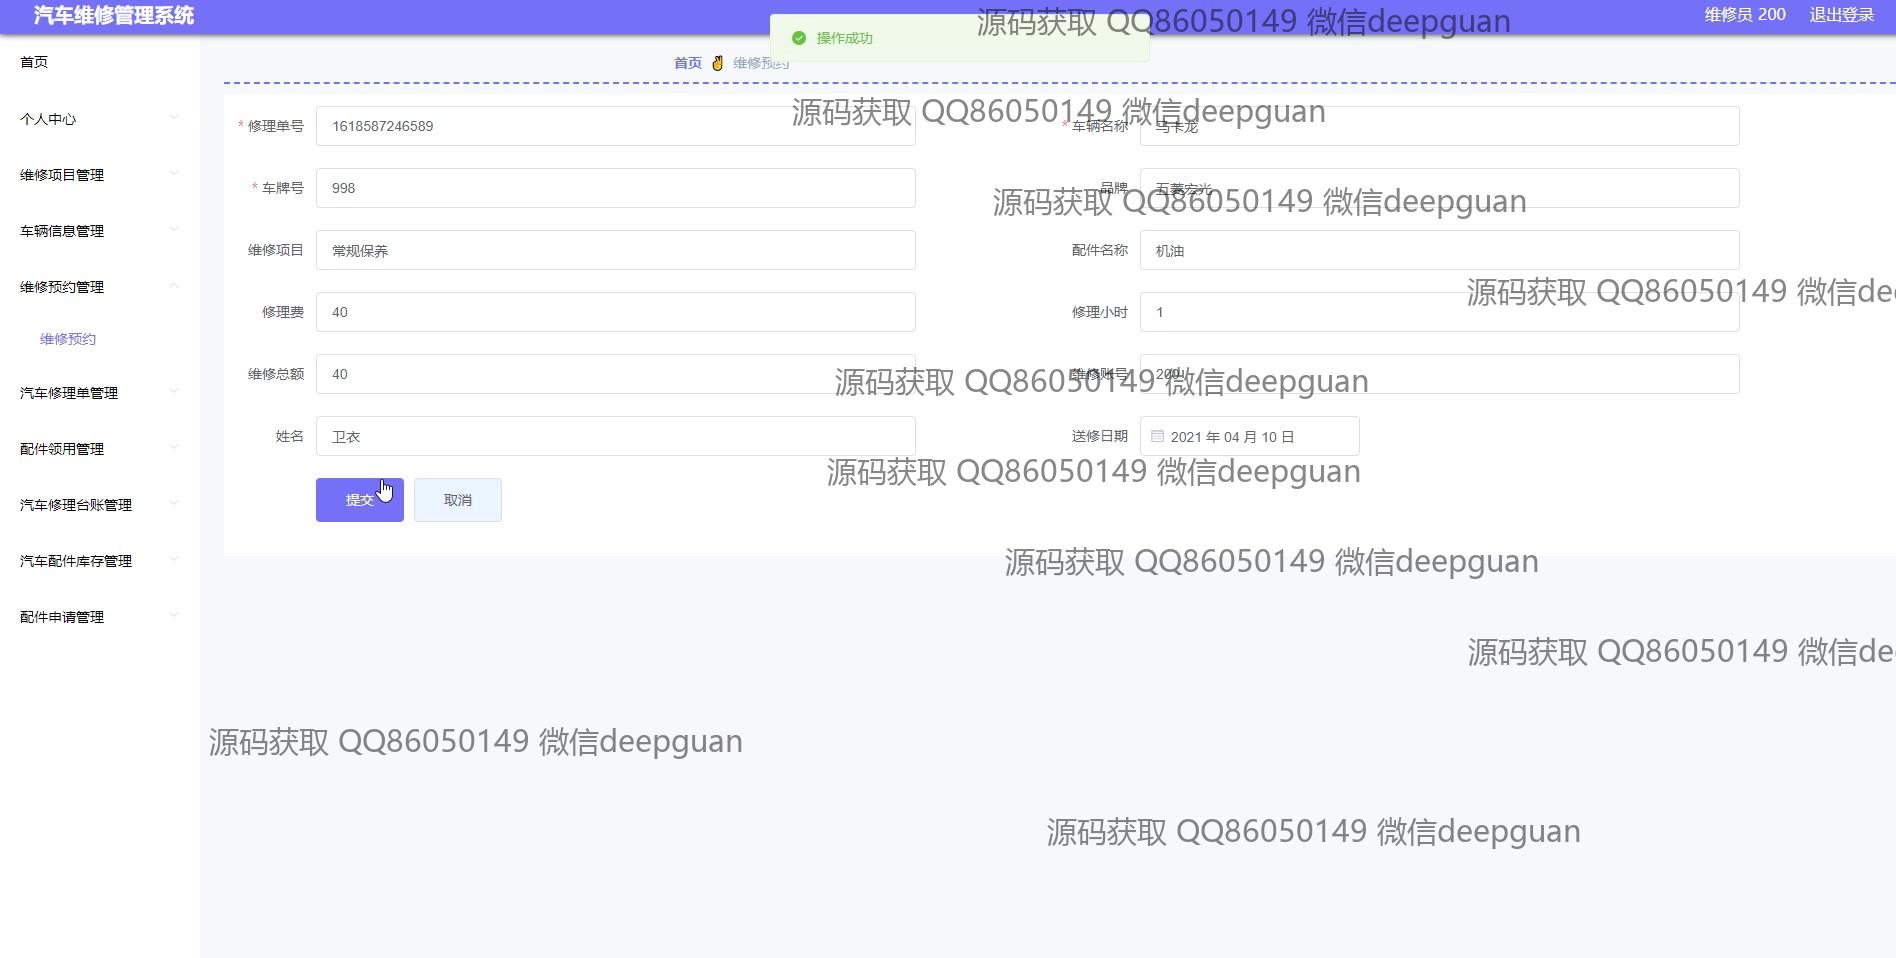 汽车维修管理系统
维修员 200 退出登录
操作成功
源码获取 QQ86050149 微信deepguan
首页
首页 维修预约
源码获取 QQ86050149 微信deepguan
个人中心
* 修理单号 1618587246589
* 车辆名称 马卡龙
维修项目管理
* 车牌号 998
品牌 五菱宏光
源码获取 QQ86050149 微信deepguan
车辆信息管理
维修项目 常规保养
配件名称 机油
维修预约管理
源码获取 QQ86050149 微信dee
修理费 40
修理小时 1
维修预约
维修总额 40
维修账号 200
源码获取 QQ86050149 微信deepguan
汽车修理单管理
姓名 卫衣
送修日期 2021 年 04 月 10 日
配件领用管理
源码获取 QQ86050149 微信deepguan
提交 取消
汽车修理台账管理
汽车配件库存管理
源码获取 QQ86050149 微信deepguan
配件申请管理
源码获取 QQ86050149 微信dee
源码获取 QQ86050149 微信deepguan
源码获取 QQ86050149 微信deepguan